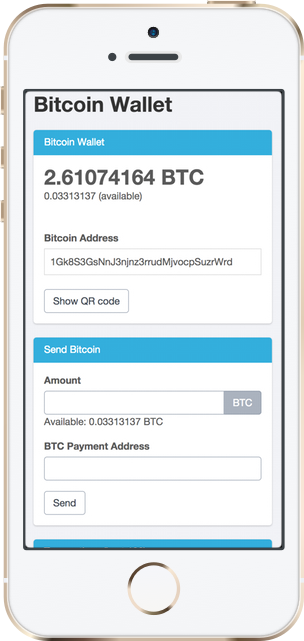 Bitcoin Wallet
Bitcoin Wallet
2.61074164 BTC
0.03313137 (available)
Bitcoin Address
1Gk8S3GsNnJ3njnz3rrudMjvocpSuzrWrd
Show QR code
Send Bitcoin
Amount
BTC
Available: 0.03313137 BTC
BTC Payment Address
Send